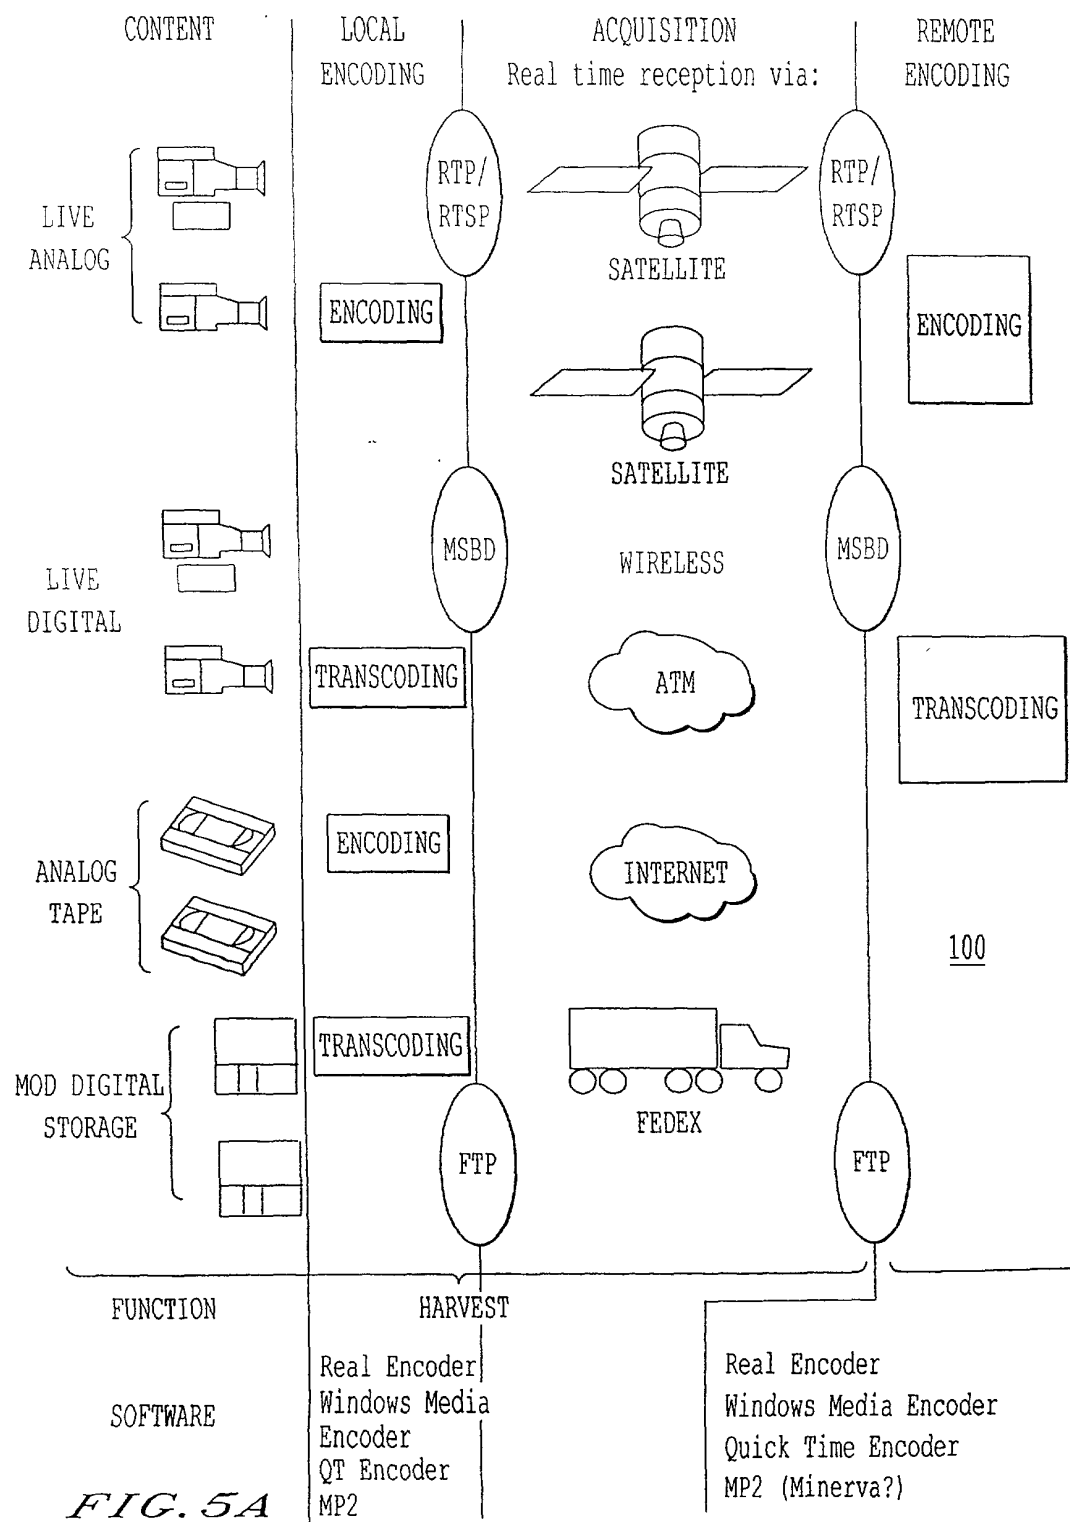 CONTENT
LOCAL
ENCODING
ACQUISITION
Real time reception via:
REMOTE
ENCODING
LIVE
ANALOG
RTP/
RTSP
SATELLITE
RTP/
RTSP
ENCODING
ENCODING
SATELLITE
LIVE
DIGITAL
MSBD
WIRELESS
MSBD
TRANSCODING
ATM
TRANSCODING
ANALOG
TAPE
ENCODING
INTERNET
100
MOD DIGITAL
STORAGE
TRANSCODING
FEDEX
FTP
FTP
FUNCTION
HARVEST
SOFTWARE
Real Encoder
Windows Media
Encoder
QT Encoder
MP2
Real Encoder
Windows Media Encoder
Quick Time Encoder
MP2 (Minerva?)
FIG. 5A